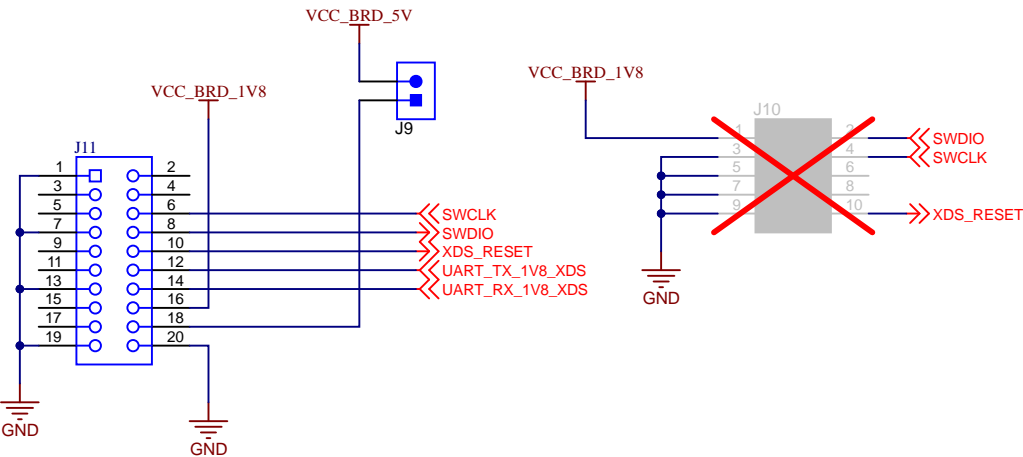 VCC_BRD_5V
VCC_BRD_1V8
J9
J11
1 2
3 4
5 6 SWCLK
7 8 SWDIO
9 10 XDS_RESET
11 12 UART_TX_1V8_XDS
13 14 UART_RX_1V8_XDS
15 16
17 18
19 20
GND
GND
VCC_BRD_1V8
J10
1 2 SWDIO
3 4 SWCLK
5 6
7 8
9 10 XDS_RESET
GND